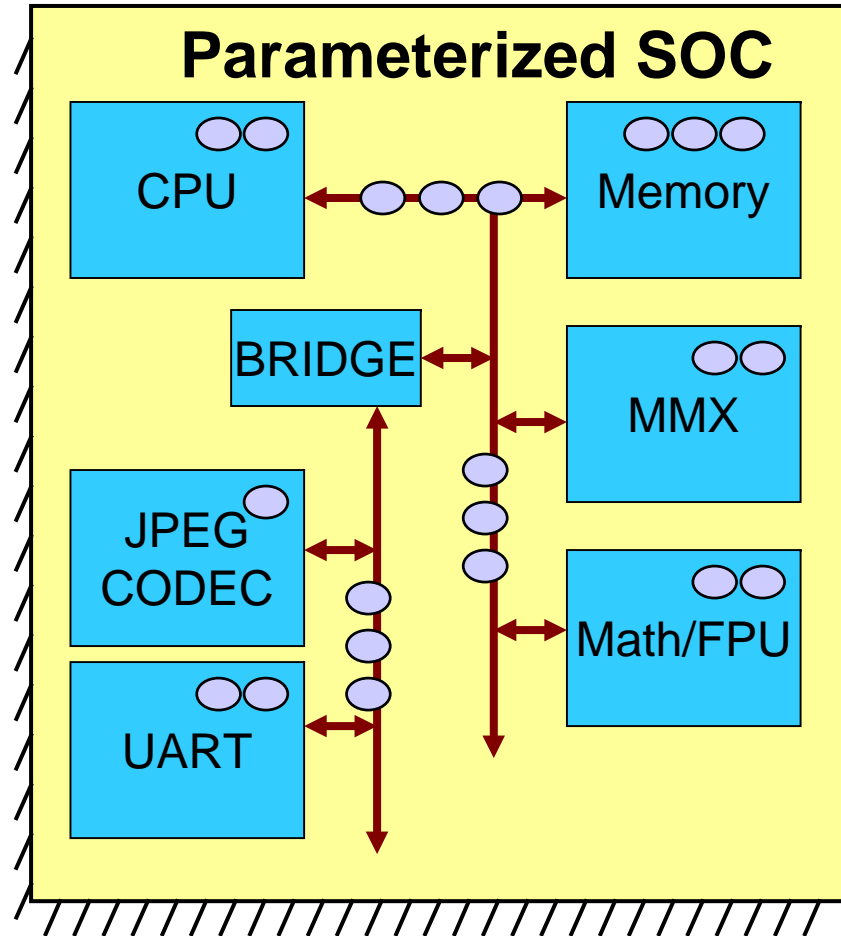 Parameterized SOC
CPU
Memory
BRIDGE
MMX
JPEG
CODEC
Math/FPU
UART